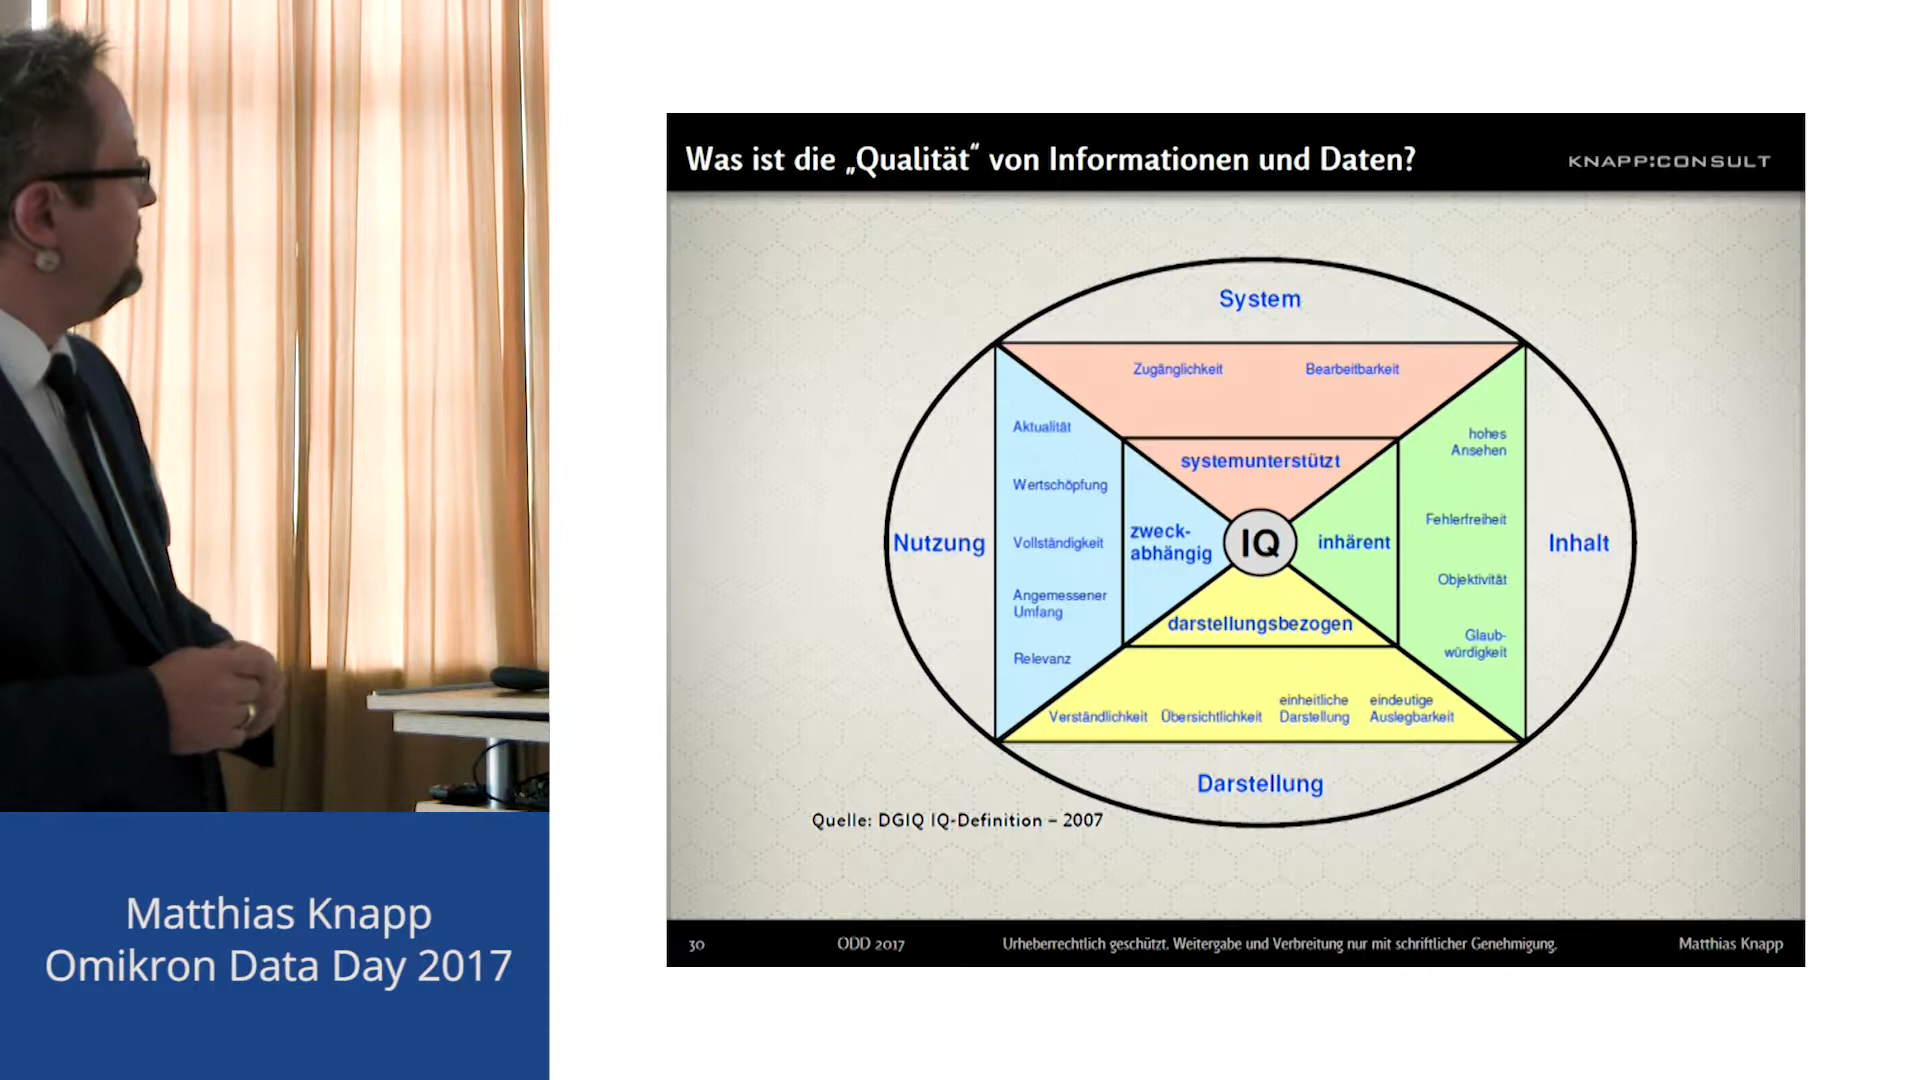 Was ist die „Qualität“ von Informationen und Daten?
KNAPP:CONSULT
System
Zugänglichkeit
Bearbeitbarkeit
systemunterstützt
Nutzung
Aktualität
Wertschöpfung
Vollständigkeit
Angemessener
Umfang
Relevanz
zweck-
abhängig
IQ
inhärent
hohes
Ansehen
Fehlerfreiheit
Objektivität
Glaub-
würdigkeit
Inhalt
darstellungsbezogen
Verständlichkeit
Übersichtlichkeit
einheitliche
Darstellung
eindeutige
Auslegbarkeit
Darstellung
Quelle: DGIQ IQ-Definition – 2007
30
ODD 2017
Urheberrechtlich geschützt. Weitergabe und Verbreitung nur mit schriftlicher Genehmigung.
Matthias Knapp
Matthias Knapp
Omikron Data Day 2017